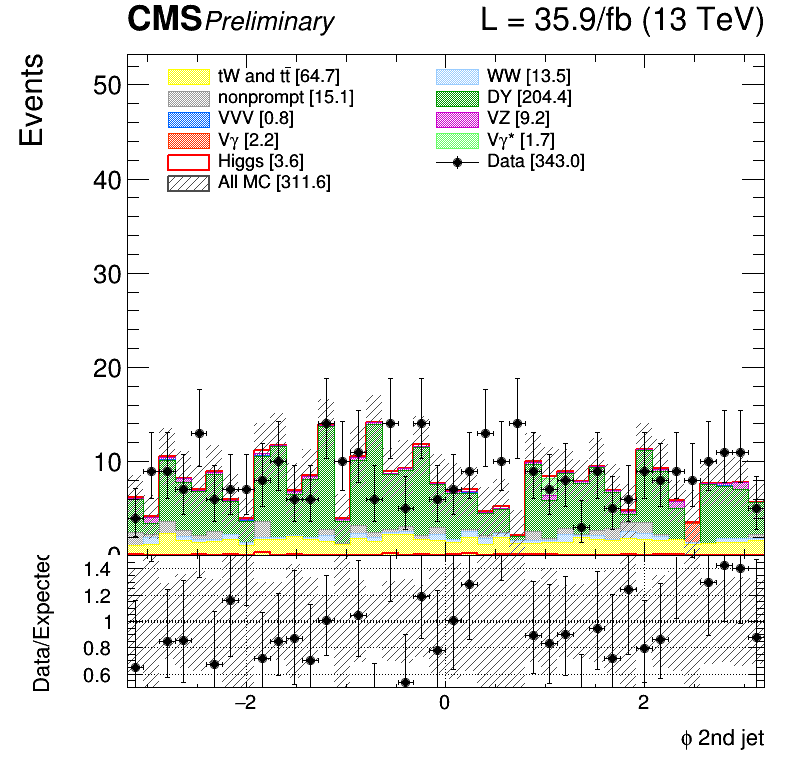 CMS Preliminary L = 35.9/fb (13 TeV)
Events
50
40
30
20
10
0
tW and tt̄ [64.7]
nonprompt [15.1]
VVV [0.8]
Vγ [2.2]
Higgs [3.6]
All MC [311.6]
WW [13.5]
DY [204.4]
VZ [9.2]
Vγ* [1.7]
Data [343.0]
Data/Expected
1.4
1.2
1
0.8
0.6
−2 0 2
ϕ 2nd jet